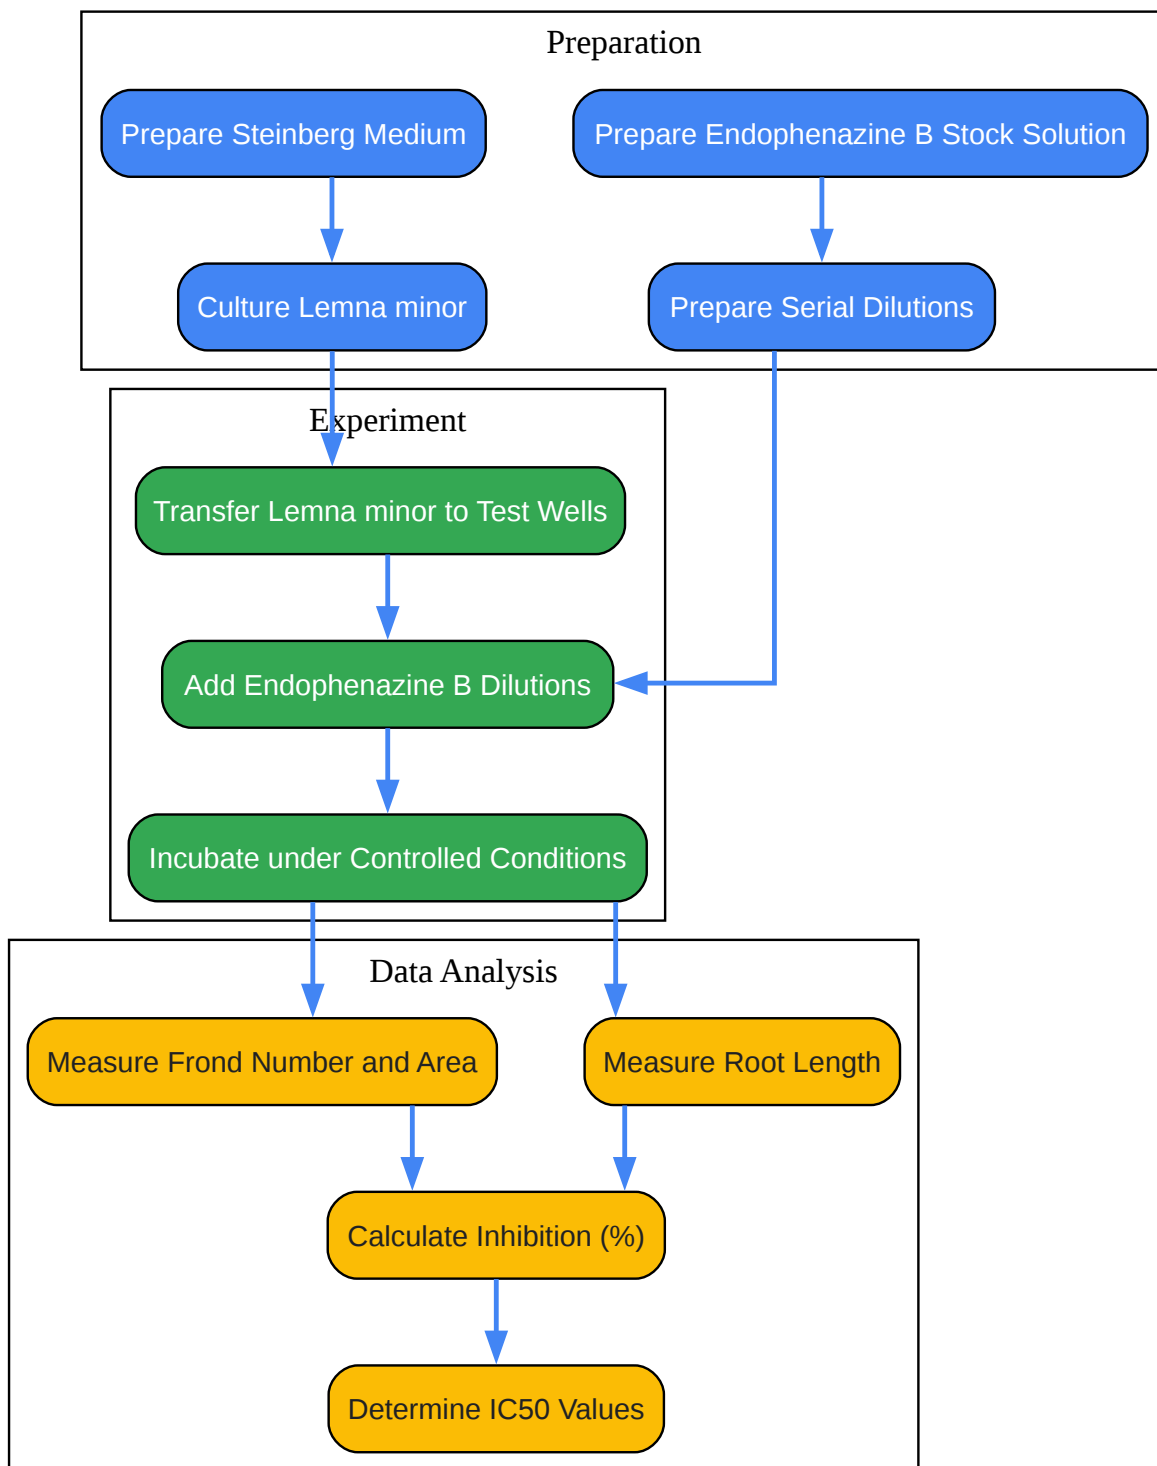 Preparation
Prepare Steinberg Medium
Prepare Endophenazine B Stock Solution
Culture Lemna minor
Prepare Serial Dilutions
Experiment
Transfer Lemna minor to Test Wells
Add Endophenazine B Dilutions
Incubate under Controlled Conditions
Data Analysis
Measure Frond Number and Area
Measure Root Length
Calculate Inhibition (%)
Determine IC50 Values